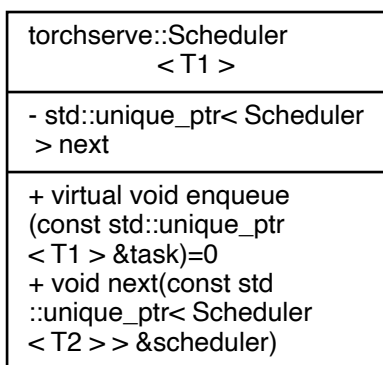 torchserve::Scheduler
< T1 >
- std::unique_ptr< Scheduler
> next
+ virtual void enqueue
(const std::unique_ptr
< T1 > &task)=0
+ void next(const std
::unique_ptr< Scheduler
< T2 > > &scheduler)